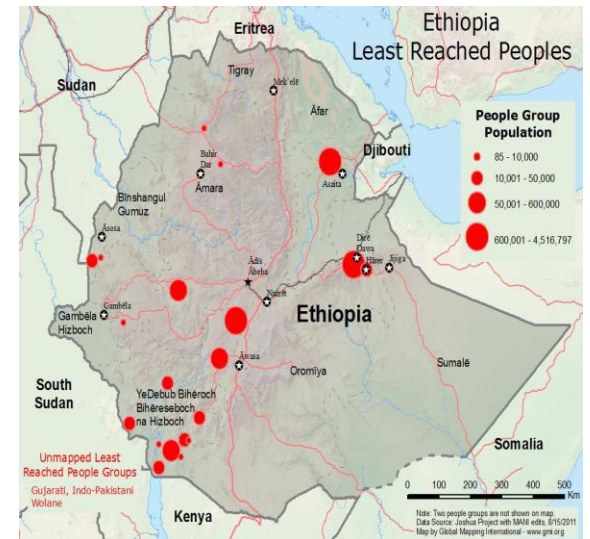 Ethiopia
Least Reached Peoples
Eritrea
Sudan
Tigray
Mek'elē
Āfar
People Group
Population
85 - 10,000
10,001 - 50,000
50,001 - 600,000
600,001 - 4,516,797
Djibouti
Bahir
Dar
Āmara
Asaita
Binshangul
Gumuz
Āsosa
Dirē
Dawa
Hārer
Jijiga
Ādīs
Ābeba
Nazrēt
Gambēla
Gambēla
Hizboch
Ethiopia
Āwasa
Oromīya
Sumalē
South
Sudan
YeDebub Bihēroch
Bihēreseboch
na Hizboch
Somalia
Unmapped Least
Reached People Groups
Gujarati, Indo-Pakistani
Wolane
Kenya
0 100 200 300 400 500
Km
Note: Two people groups are not shown on map.
Data Source: Joshua Project with MANI edits, 8/15/2011
Map by Global Mapping International - www.gmi.org